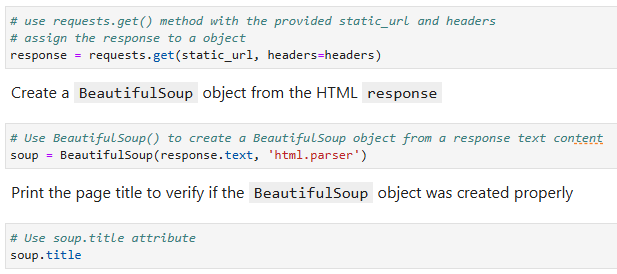 # use requests.get() method with the provided static_url and headers
# assign the response to a object
response = requests.get(static_url, headers=headers)
Create a BeautifulSoup object from the HTML response
# Use BeautifulSoup() to create a BeautifulSoup object from a response text content
soup = BeautifulSoup(response.text, 'html.parser')
Print the page title to verify if the BeautifulSoup object was created properly
# Use soup.title attribute
soup.title